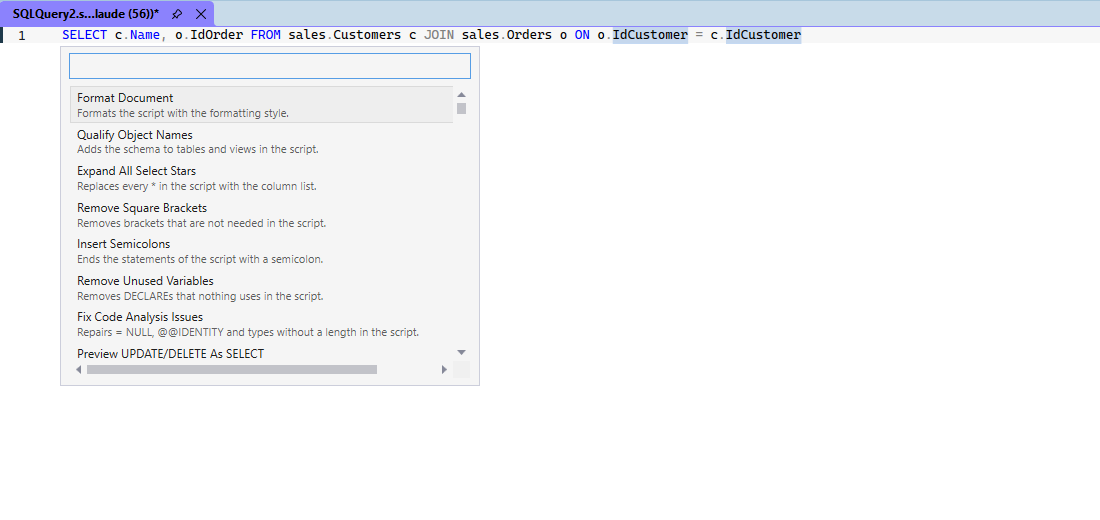 SQLQuery2.s...laude (56))*
1 SELECT c.Name, o.IdOrder FROM sales.Customers c JOIN sales.Orders o ON o.IdCustomer = c.IdCustomer
Format Document
Formats the script with the formatting style.
Qualify Object Names
Adds the schema to tables and views in the script.
Expand All Select Stars
Replaces every * in the script with the column list.
Remove Square Brackets
Removes brackets that are not needed in the script.
Insert Semicolons
Ends the statements of the script with a semicolon.
Remove Unused Variables
Removes DECLAREs that nothing uses in the script.
Fix Code Analysis Issues
Repairs = NULL, @@IDENTITY and types without a length in the script.
Preview UPDATE/DELETE As SELECT